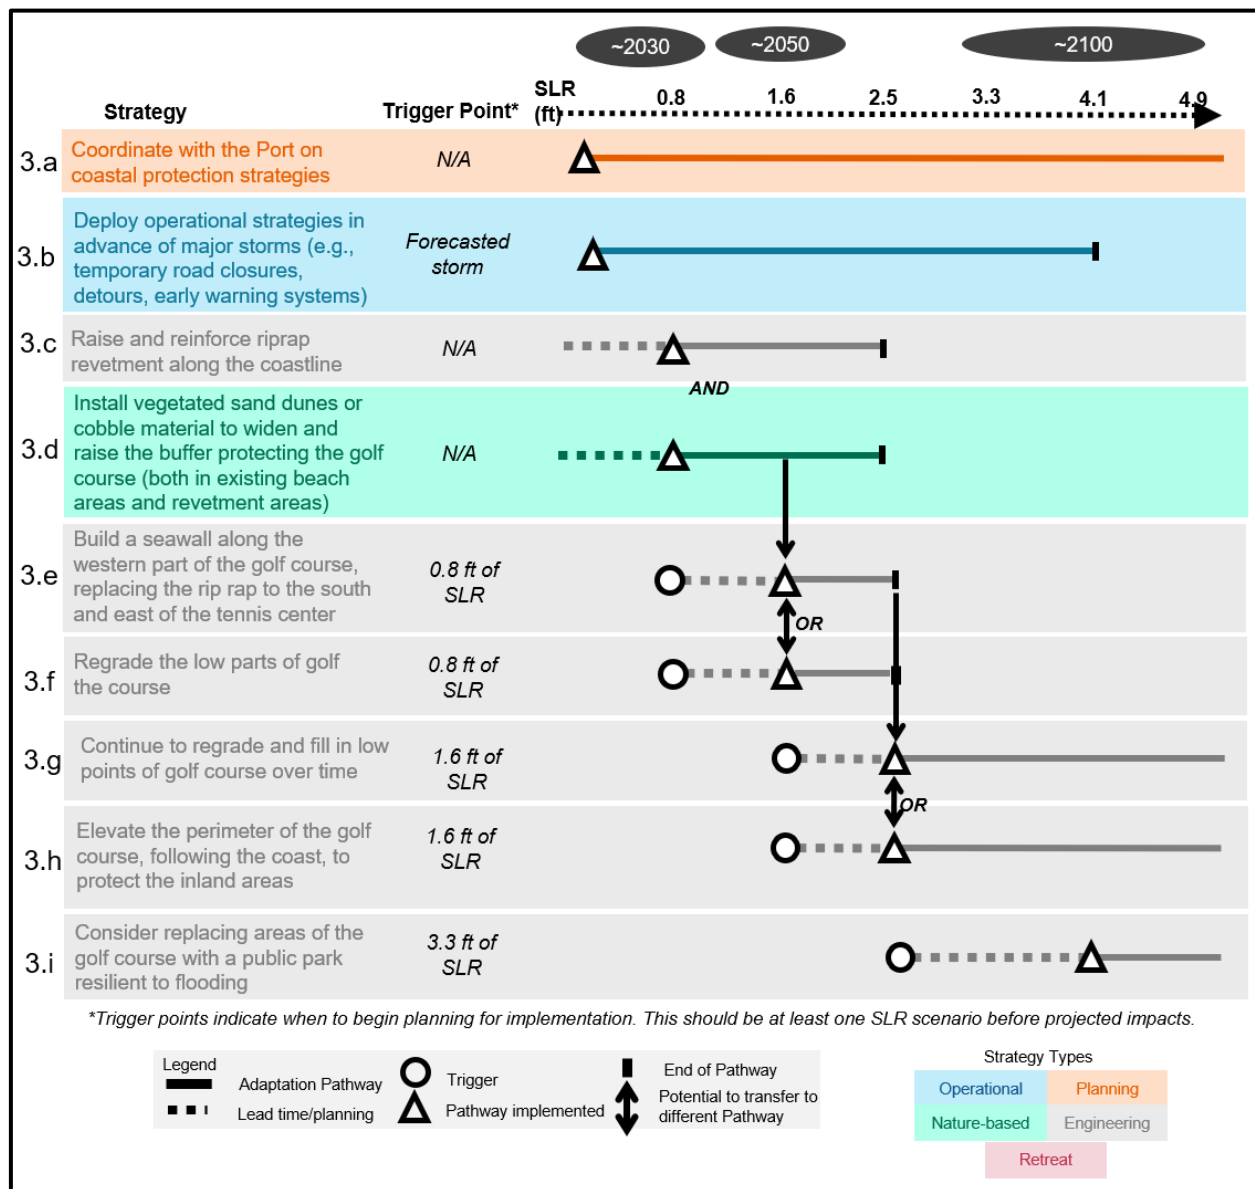 ~2030
~2050
~2100
Strategy
Trigger Point*
SLR
(ft)
0.8
1.6
2.5
3.3
4.1
4.9
3.a
Coordinate with the Port on
coastal protection strategies
N/A
3.b
Deploy operational strategies in
advance of major storms (e.g.,
temporary road closures,
detours, early warning systems)
Forecasted
storm
3.c
Raise and reinforce riprap
revetment along the coastline
N/A
AND
3.d
Install vegetated sand dunes or
cobble material to widen and
raise the buffer protecting the golf
course (both in existing beach
areas and revetment areas)
N/A
3.e
Build a seawall along the
western part of the golf course,
replacing the rip rap to the south
and east of the tennis center
0.8 ft of
SLR
OR
3.f
Regrade the low parts of golf
the course
0.8 ft of
SLR
3.g
Continue to regrade and fill in low
points of golf course over time
1.6 ft of
SLR
OR
3.h
Elevate the perimeter of the golf
course, following the coast, to
protect the inland areas
1.6 ft of
SLR
3.i
Consider replacing areas of the
golf course with a public park
resilient to flooding
3.3 ft of
SLR
*Trigger points indicate when to begin planning for implementation. This should be at least one SLR scenario before projected impacts.
Legend
Adaptation Pathway
Lead time/planning
Trigger
Pathway implemented
End of Pathway
Potential to transfer to
different Pathway
Strategy Types
Operational
Planning
Nature-based
Engineering
Retreat